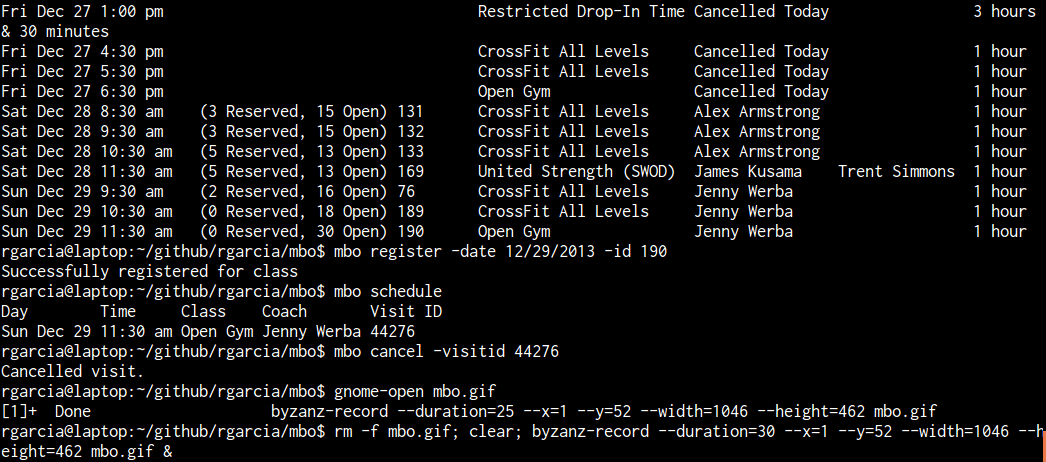 Fri Dec 27 1:00 pm Restricted Drop-In Time Cancelled Today 3 hours
& 30 minutes
Fri Dec 27 4:30 pm CrossFit All Levels Cancelled Today 1 hour
Fri Dec 27 5:30 pm CrossFit All Levels Cancelled Today 1 hour
Fri Dec 27 6:30 pm Open Gym Cancelled Today 1 hour
Sat Dec 28 8:30 am (3 Reserved, 15 Open) 131 CrossFit All Levels Alex Armstrong 1 hour
Sat Dec 28 9:30 am (3 Reserved, 15 Open) 132 CrossFit All Levels Alex Armstrong 1 hour
Sat Dec 28 10:30 am (5 Reserved, 13 Open) 133 CrossFit All Levels Alex Armstrong 1 hour
Sat Dec 28 11:30 am (5 Reserved, 13 Open) 169 United Strength (SWOD) James Kusama Trent Simmons 1 hour
Sun Dec 29 9:30 am (2 Reserved, 16 Open) 76 CrossFit All Levels Jenny Werba 1 hour
Sun Dec 29 10:30 am (0 Reserved, 18 Open) 189 CrossFit All Levels Jenny Werba 1 hour
Sun Dec 29 11:30 am (0 Reserved, 30 Open) 190 Open Gym Jenny Werba 1 hour
rgarcia@laptop:~/github/rgarcia/mbo$ mbo register -date 12/29/2013 -id 190
Successfully registered for class
rgarcia@laptop:~/github/rgarcia/mbo$ mbo schedule
Day Time Class Coach Visit ID
Sun Dec 29 11:30 am Open Gym Jenny Werba 44276
rgarcia@laptop:~/github/rgarcia/mbo$ mbo cancel -visitid 44276
Cancelled visit.
rgarcia@laptop:~/github/rgarcia/mbo$ gnome-open mbo.gif
[1]+ Done byzanz-record --duration=25 --x=1 --y=52 --width=1046 --height=462 mbo.gif
rgarcia@laptop:~/github/rgarcia/mbo$ rm -f mbo.gif; clear; byzanz-record --duration=30 --x=1 --y=52 --width=1046 --h
eight=462 mbo.gif &